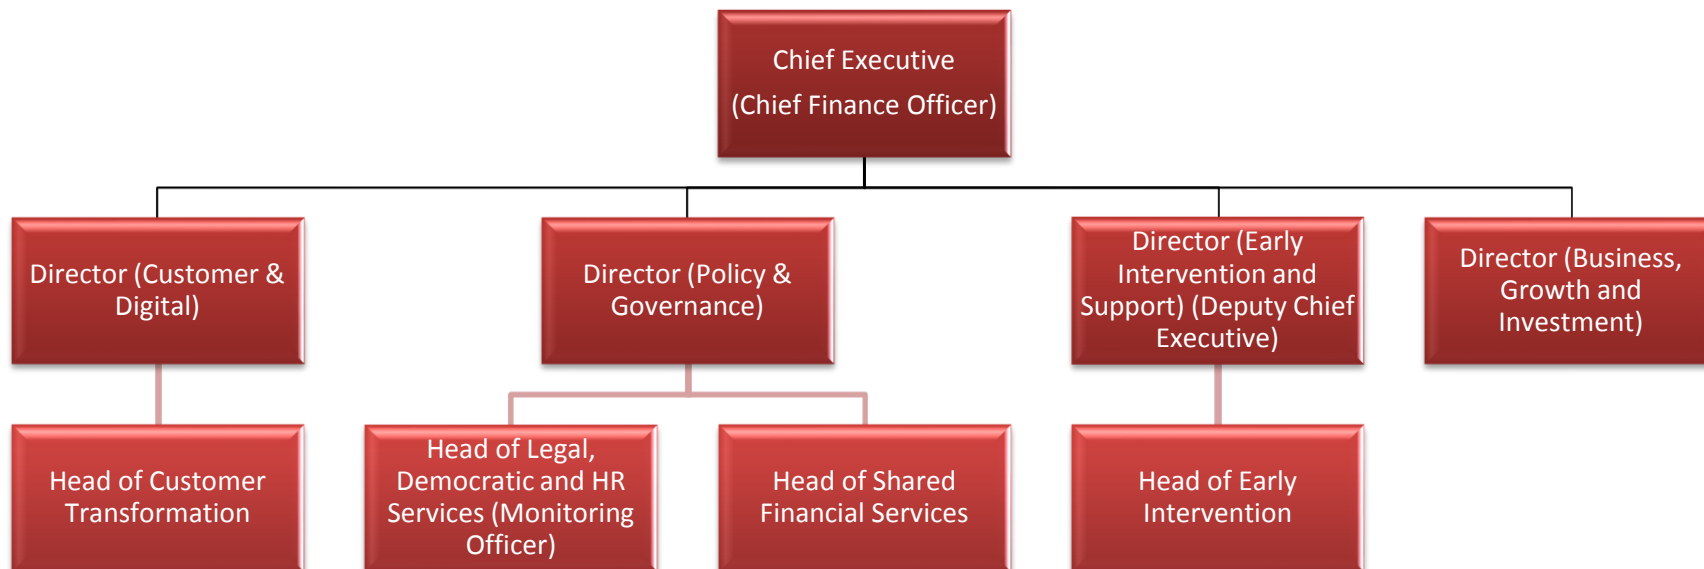 Chief Executive
(Chief Finance Officer)
Director (Customer &
Digital)
Director (Policy &
Governance)
Director (Early
Intervention and
Support) (Deputy Chief
Executive)
Director (Business,
Growth and
Investment)
Head of Customer
Transformation
Head of Legal,
Democratic and HR
Services (Monitoring
Officer)
Head of Shared
Financial Services
Head of Early
Intervention